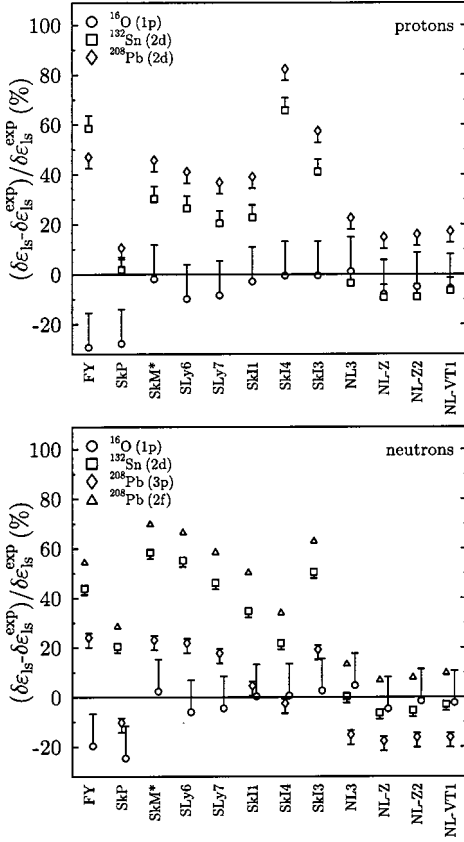 100
80
60
40
20
0
-20
(δε_ls-δε_ls^exp)/δε_ls^exp (%)
○ ¹⁶O (1p)
□ ¹³²Sn (2d)
◇ ²⁰⁸Pb (2d)
protons
FY
SkP
SkM*
SLy6
SLy7
SkI1
SkI4
SkI3
NL3
NL-Z
NL-Z2
NL-VT1
100
80
60
40
20
0
-20
(δε_ls-δε_ls^exp)/δε_ls^exp (%)
○ ¹⁶O (1p)
□ ¹³²Sn (2d)
◇ ²⁰⁸Pb (3p)
△ ²⁰⁸Pb (2f)
neutrons
FY
SkP
SkM*
SLy6
SLy7
SkI1
SkI4
SkI3
NL3
NL-Z
NL-Z2
NL-VT1